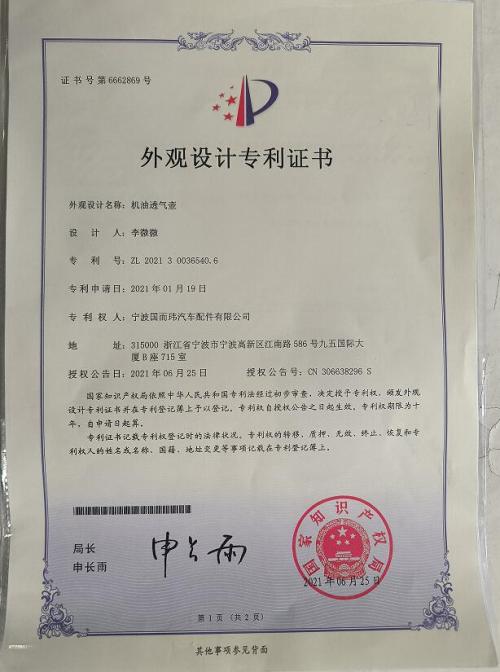 证书号第6662869号
外观设计专利证书
外观设计名称：机油透气壶
设计人：李微微
专利号：ZL 2021 3 0036540.6
专利申请日：2021年01月19日
专利权人：宁波国而玮汽车配件有限公司
地址：315000 浙江省宁波市宁波高新区江南路586号九五国际大
厦B座715室
授权公告日：2021年06月25日 授权公告号：CN 306638296 S
国家知识产权局依照中华人民共和国专利法经过初步审查，决定授予专利权，颁发外观
设计专利证书并在专利登记簿上予以登记。专利权自授权公告之日起生效。专利权期限为十
年，自申请日起算。
专利证书记载专利权登记时的法律状况。专利权的转移、质押、无效、终止、恢复和专
利权人的姓名或名称、国籍、地址变更等事项记载在专利登记簿上。
局长
申长雨
申长雨
国家知识产权局
2021年06月25日
第1页（共2页）
其他事项参见背面